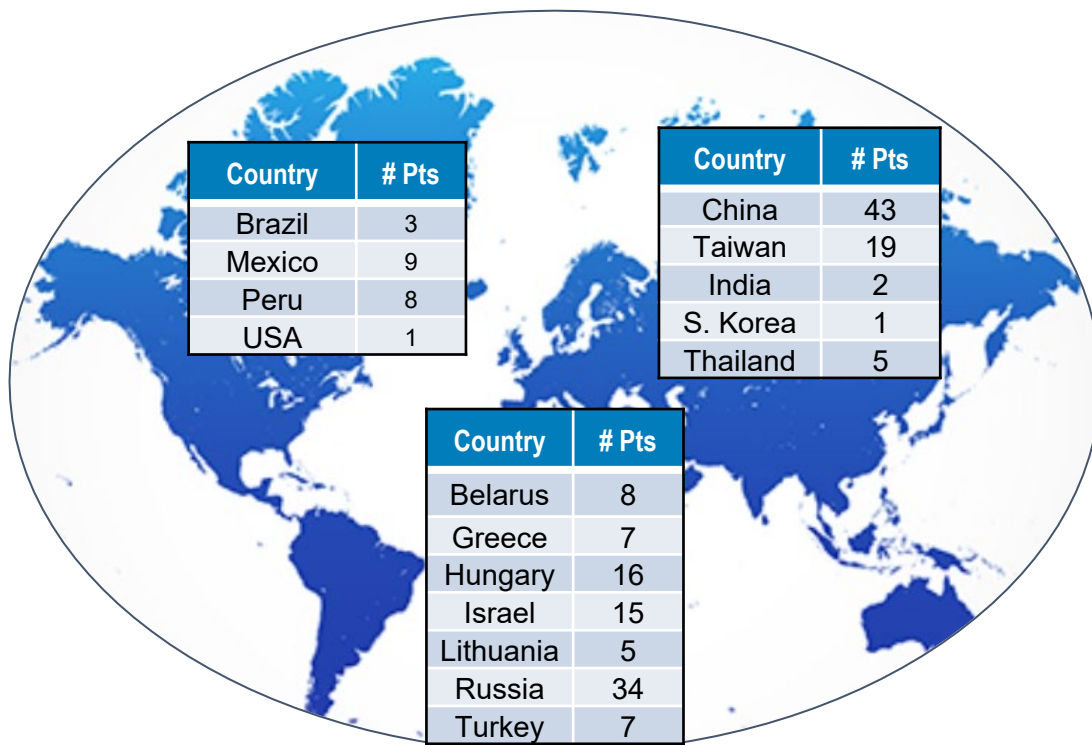 Country # Pts
Brazil 3
Mexico 9
Peru 8
USA 1
Country # Pts
China 43
Taiwan 19
India 2
S. Korea 1
Thailand 5
Country # Pts
Belarus 8
Greece 7
Hungary 16
Israel 15
Lithuania 5
Russia 34
Turkey 7